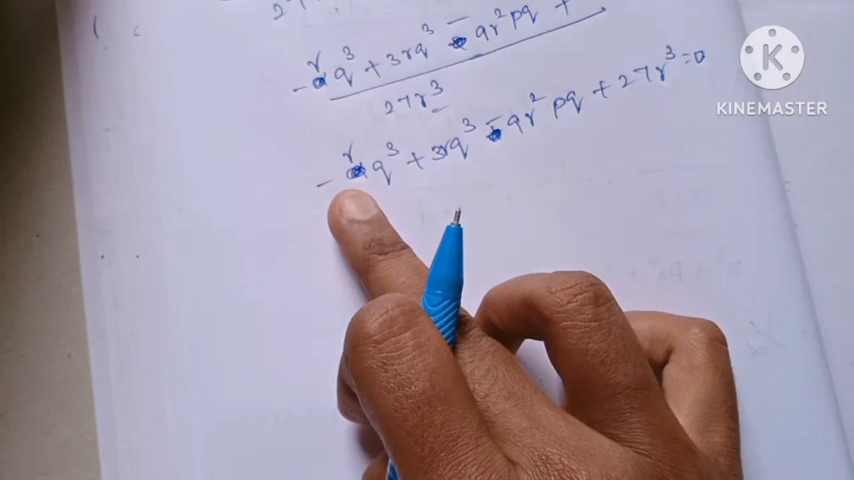 - rq³ + 3rq³ - 9r²pq +
27r³
- rq³ + 3rq³ - 9r²pq + 27r³ = 0
K
KINEMASTER